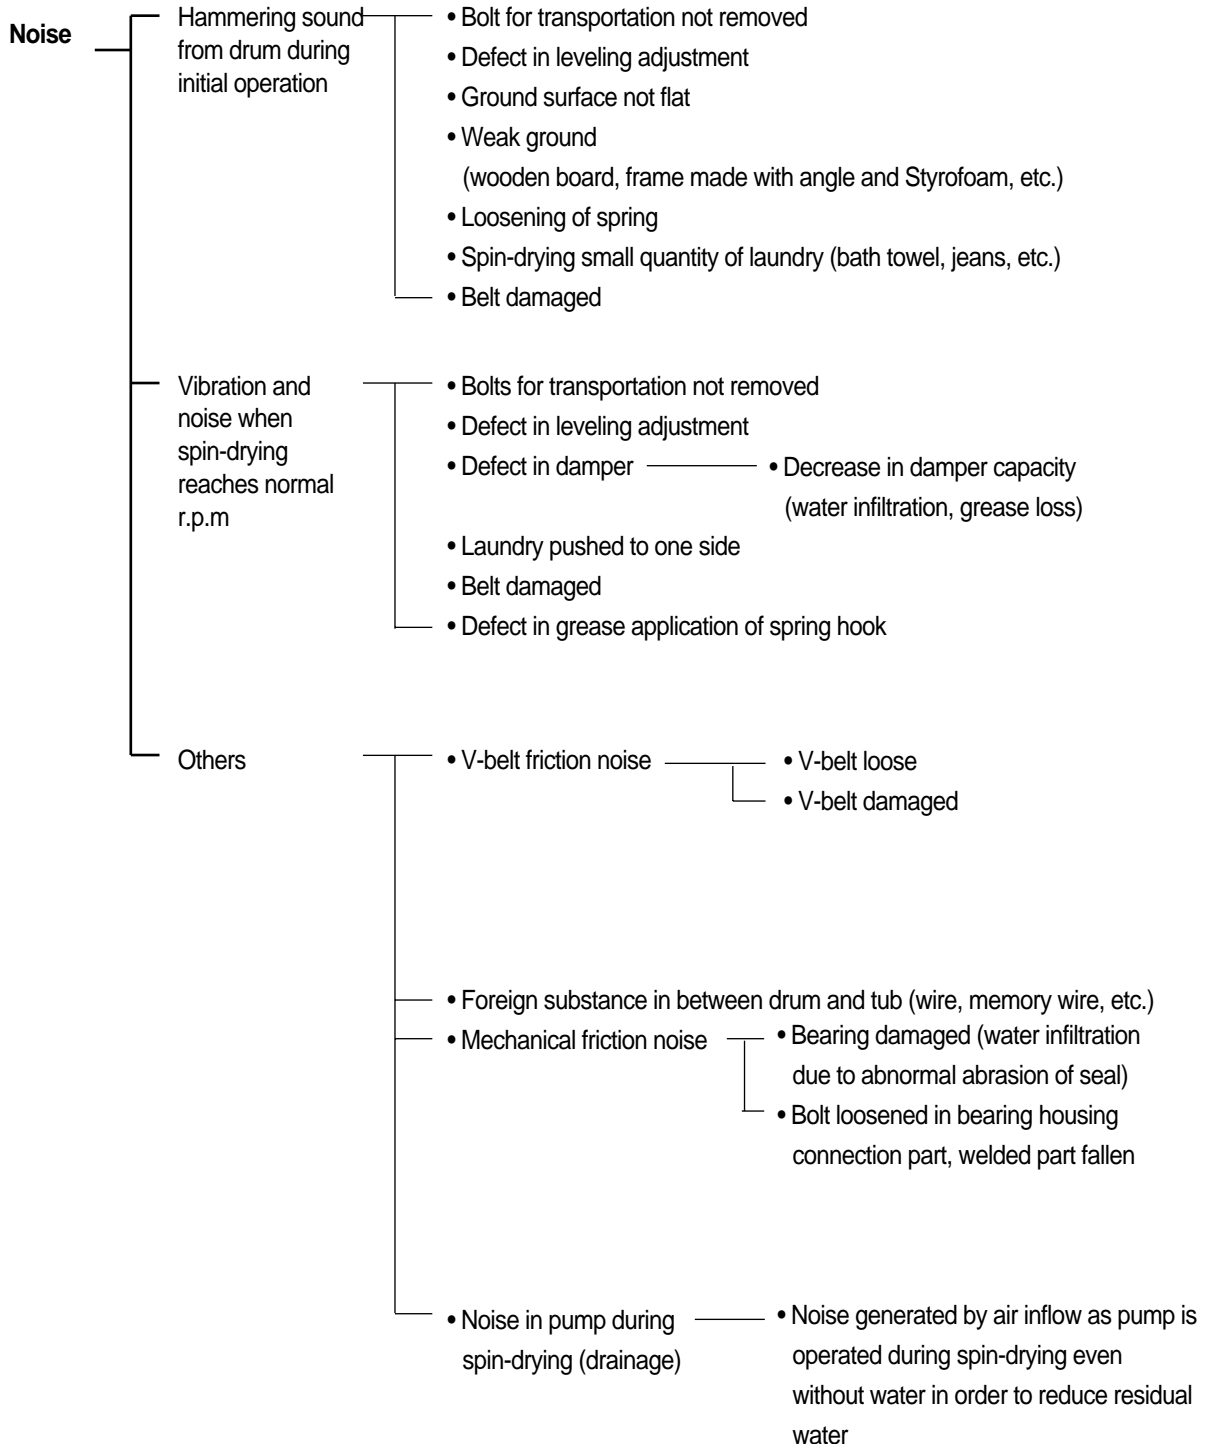 Noise
Hammering sound
from drum during
initial operation
• Bolt for transportation not removed
• Defect in leveling adjustment
• Ground surface not flat
• Weak ground
(wooden board, frame made with angle and Styrofoam, etc.)
• Loosening of spring
• Spin-drying small quantity of laundry (bath towel, jeans, etc.)
• Belt damaged
Vibration and
noise when
spin-drying
reaches normal
r.p.m
• Bolts for transportation not removed
• Defect in leveling adjustment
• Defect in damper
• Decrease in damper capacity
(water infiltration, grease loss)
• Laundry pushed to one side
• Belt damaged
• Defect in grease application of spring hook
Others
• V-belt friction noise
• V-belt loose
• V-belt damaged
• Foreign substance in between drum and tub (wire, memory wire, etc.)
• Mechanical friction noise
• Bearing damaged (water infiltration
due to abnormal abrasion of seal)
• Bolt loosened in bearing housing
connection part, welded part fallen
• Noise in pump during
spin-drying (drainage)
• Noise generated by air inflow as pump is
operated during spin-drying even
without water in order to reduce residual
water